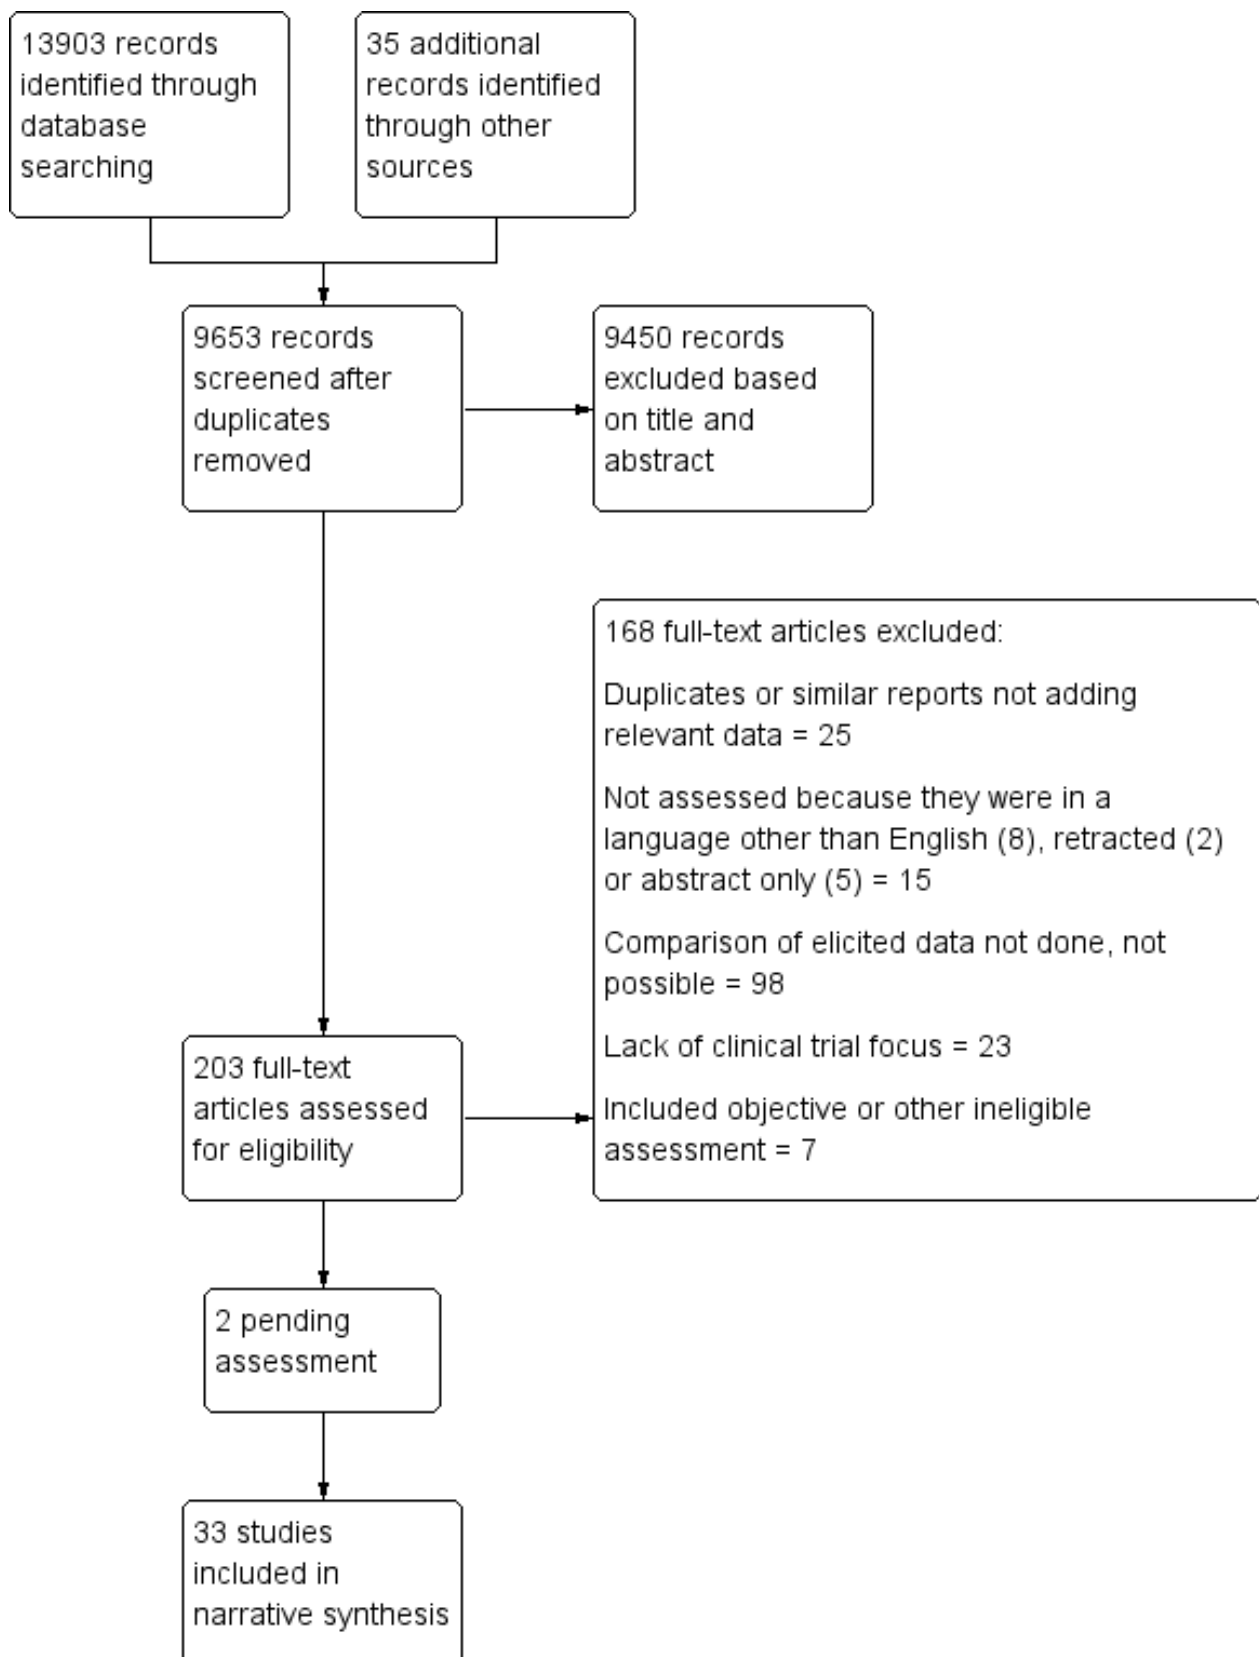 13903 records
identified through
database
searching
35 additional
records identified
through other
sources
9653 records
screened after
duplicates
removed
9450 records
excluded based
on title and
abstract
168 full-text articles excluded:
Duplicates or similar reports not adding
relevant data = 25
Not assessed because they were in a
language other than English (8), retracted (2)
or abstract only (5) = 15
Comparison of elicited data not done, not
possible = 98
Lack of clinical trial focus = 23
Included objective or other ineligible
assessment = 7
203 full-text
articles assessed
for eligibility
2 pending
assessment
33 studies
included in
narrative synthesis